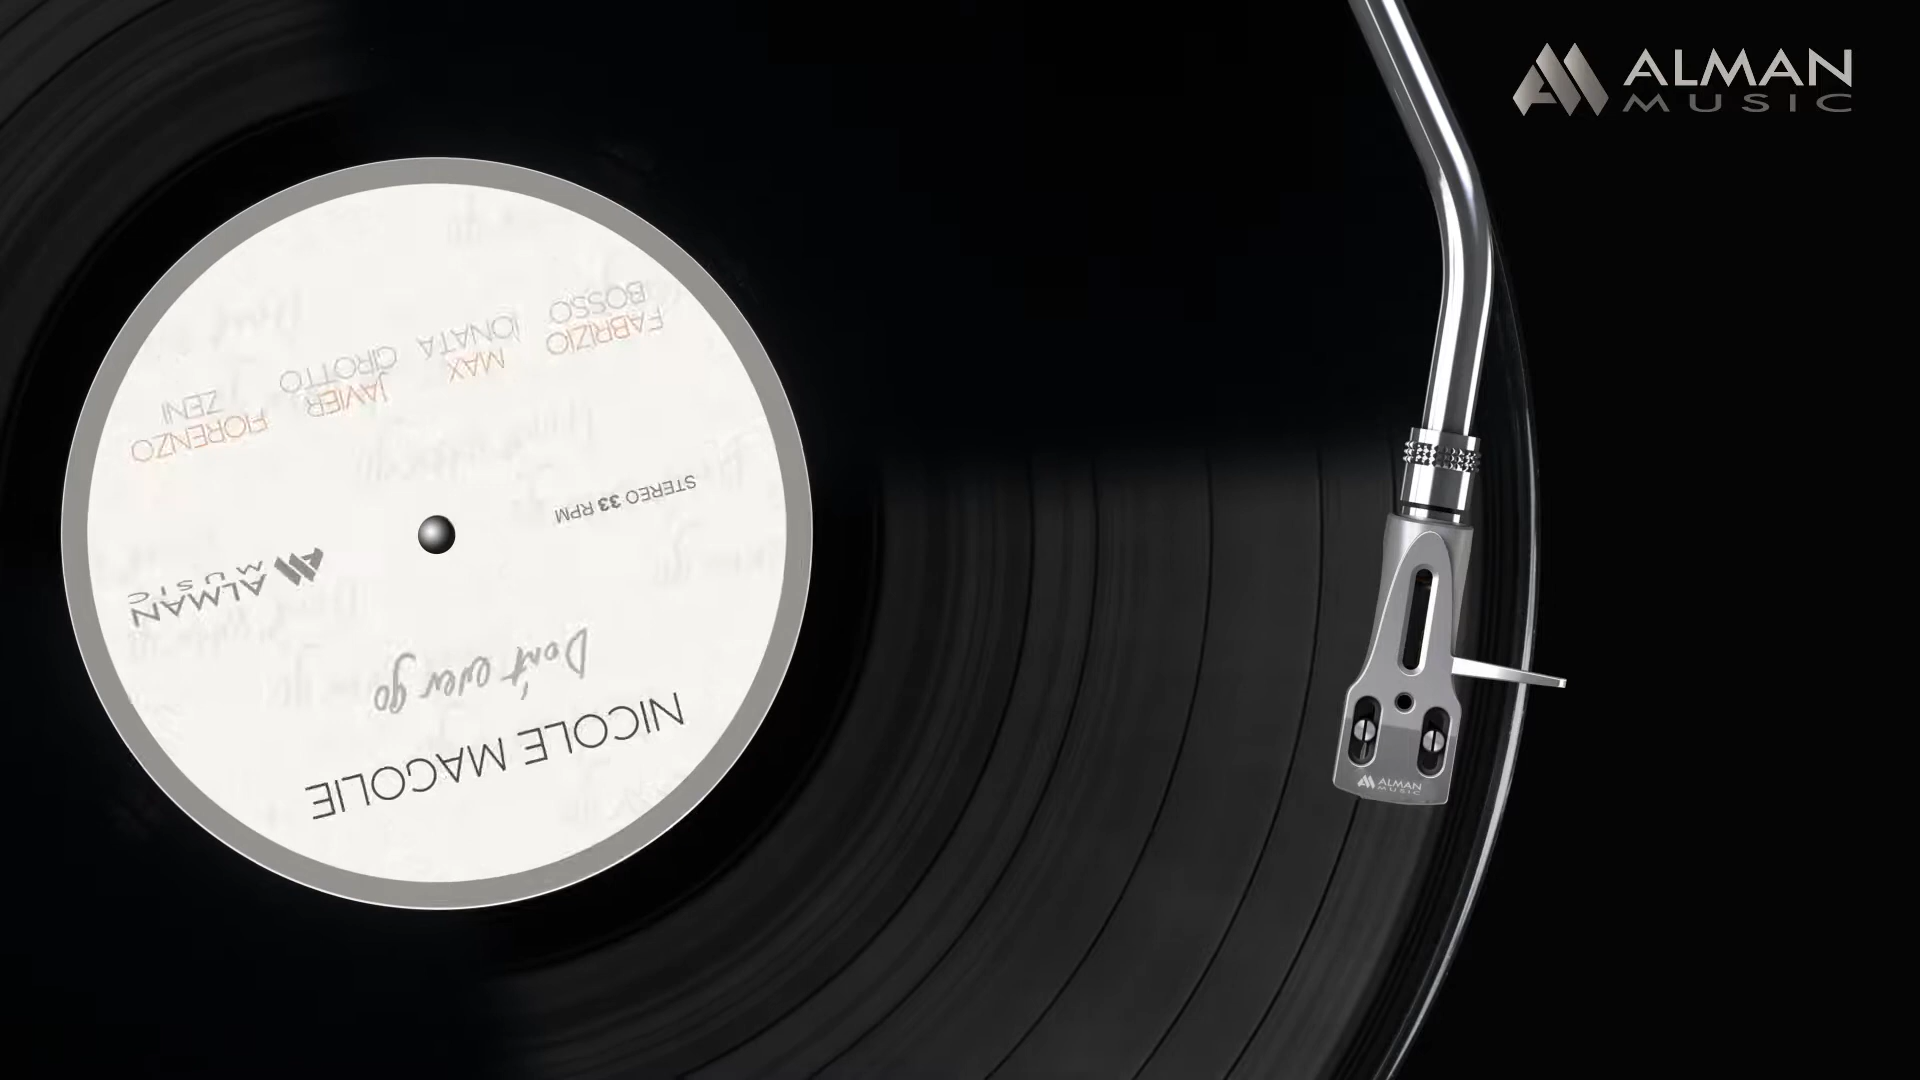 ALMAN
MUSIC
NICOLE MAGOLIE
Don't ever go
ALMAN
MUSIC
STEREO 33 RPM
FIORENZO JAVIER MAX FABRIZIO
ZENI GIROTTO IONATA BOSSO
ALMAN
MUSIC